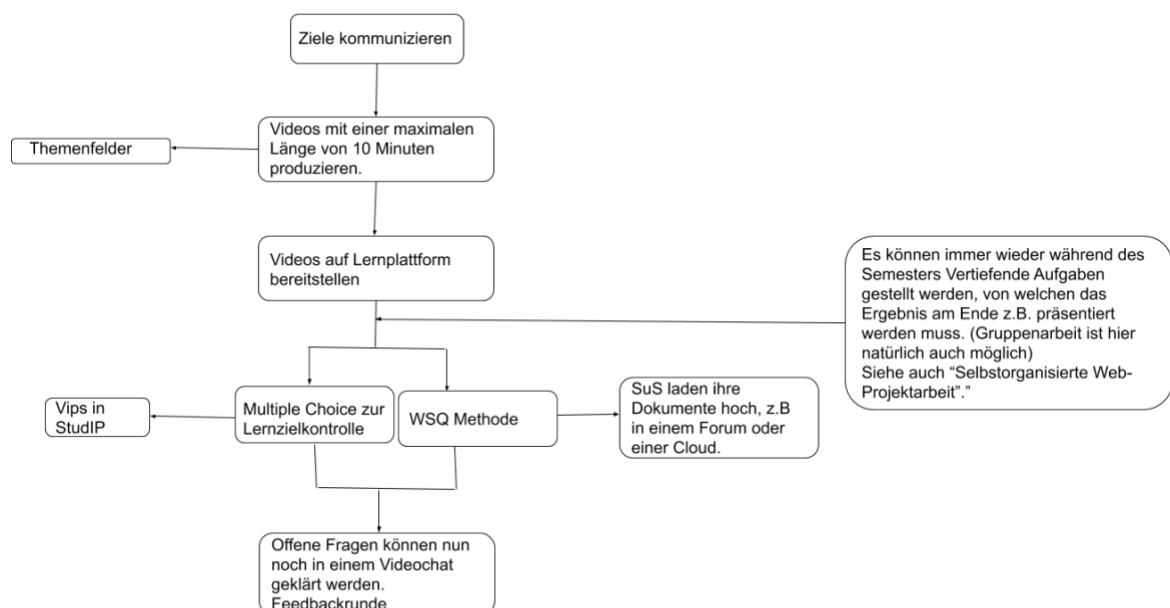 Ziele kommunizieren
Videos mit einer maximalen
Länge von 10 Minuten
produzieren.
Themenfelder
Videos auf Lernplattform
bereitstellen
Es können immer wieder während des
Semesters Vertiefende Aufgaben
gestellt werden, von welchen das
Ergebnis am Ende z.B. präsentiert
werden muss. (Gruppenarbeit ist hier
natürlich auch möglich)
Siehe auch “Selbstorganisierte Web-
Projektarbeit”.”
Vips in
StudIP
Multiple Choice zur
Lernzielkontrolle
WSQ Methode
SuS laden ihre
Dokumente hoch, z.B
in einem Forum oder
einer Cloud.
Offene Fragen können nun
noch in einem Videochat
geklärt werden.
Feedbackrunde